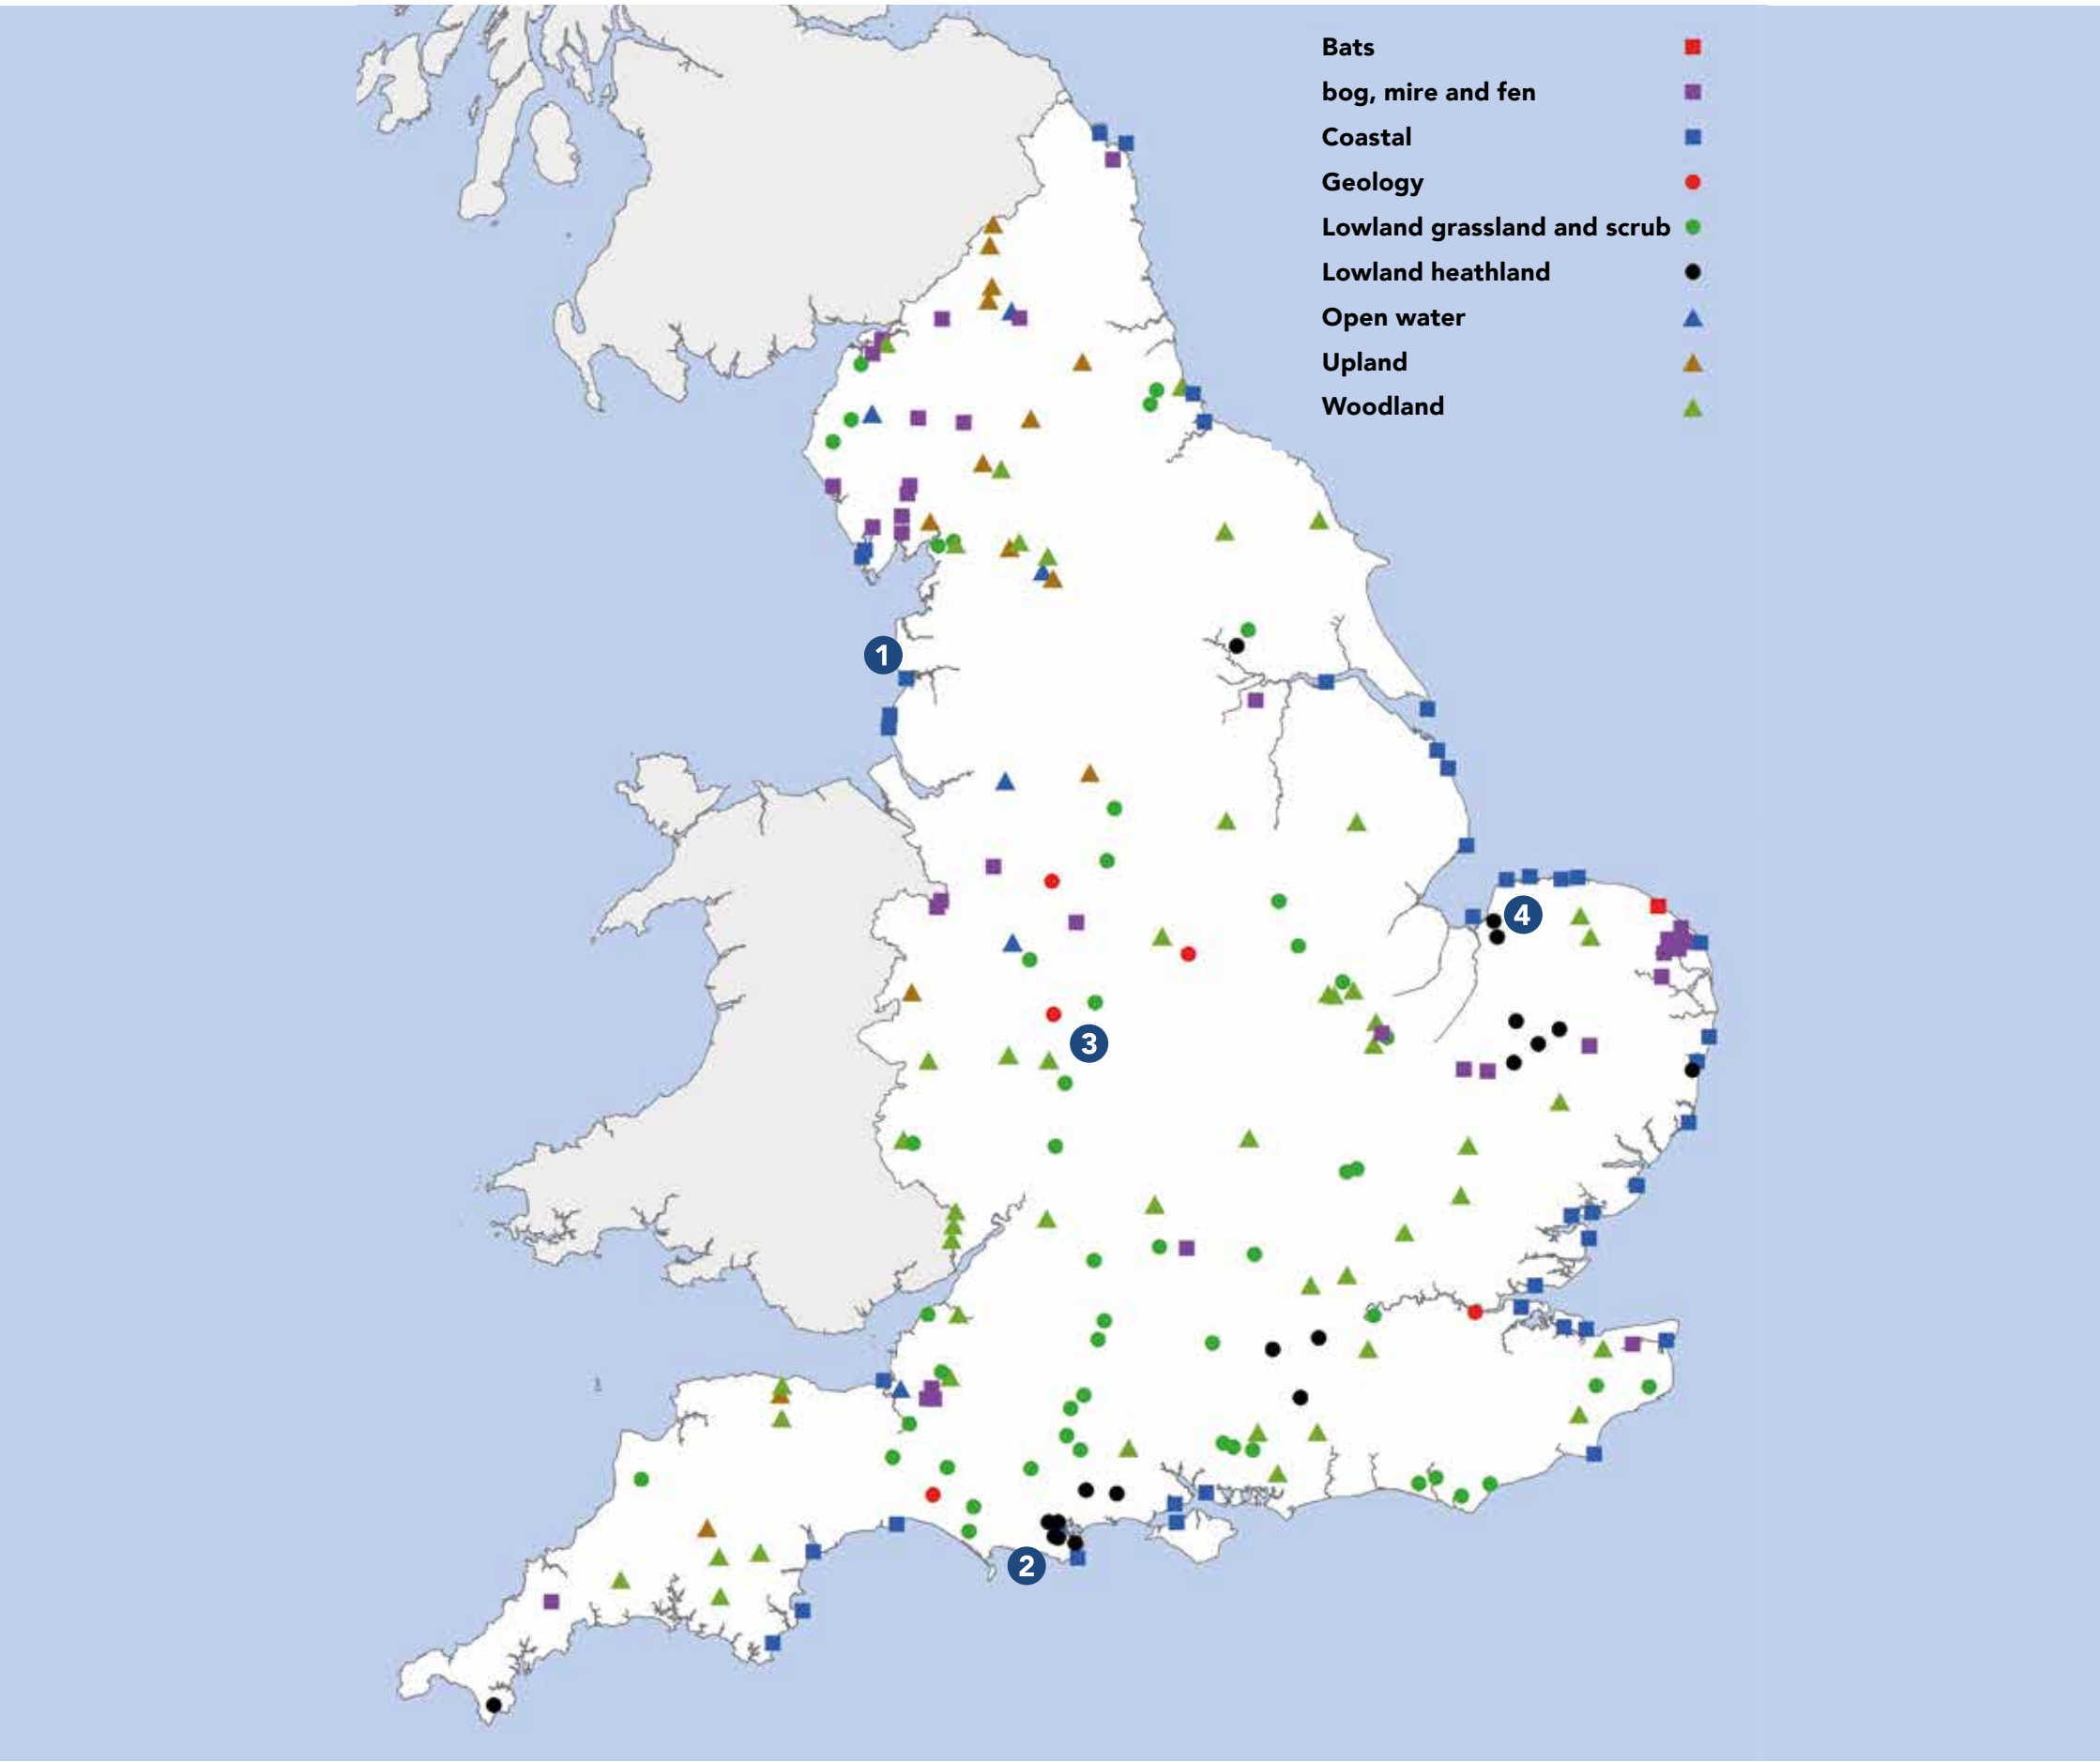 Bats
bog, mire and fen
Coastal
Geology
Lowland grassland and scrub
Lowland heathland
Open water
Upland
Woodland
1
4
3
2